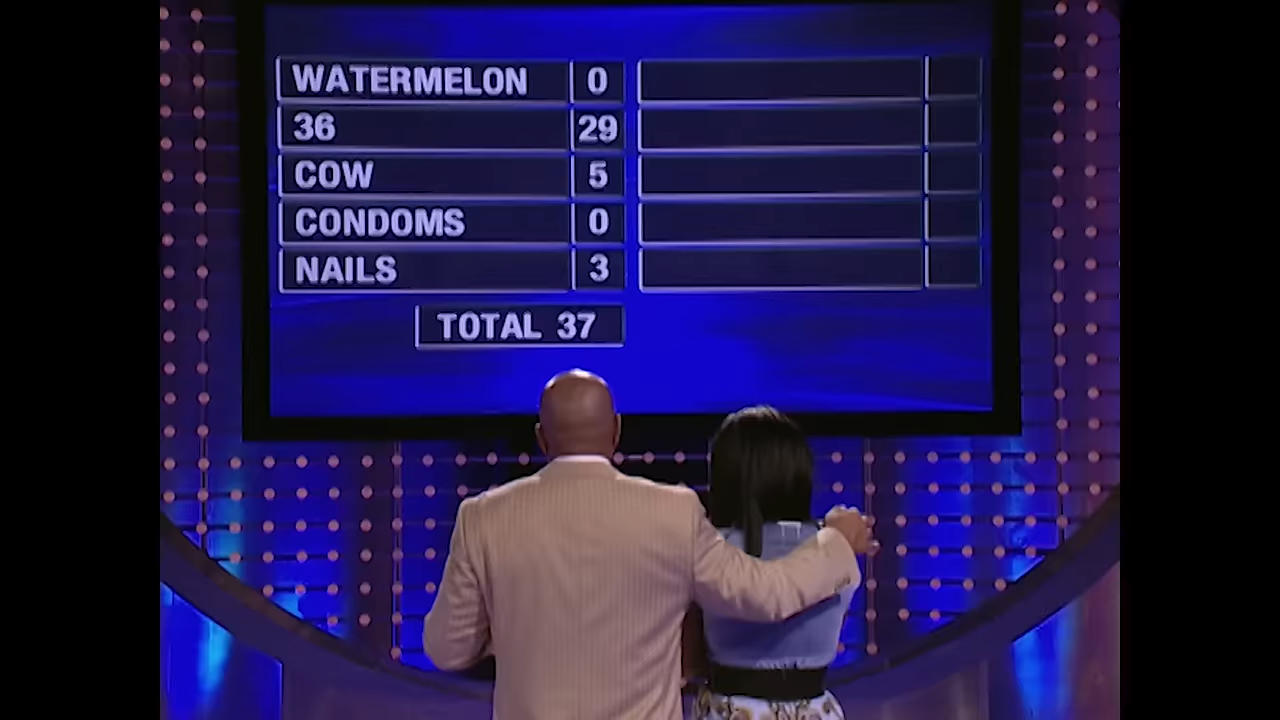 WATERMELON 0
36 29
COW 5
CONDOMS 0
NAILS 3
TOTAL 37